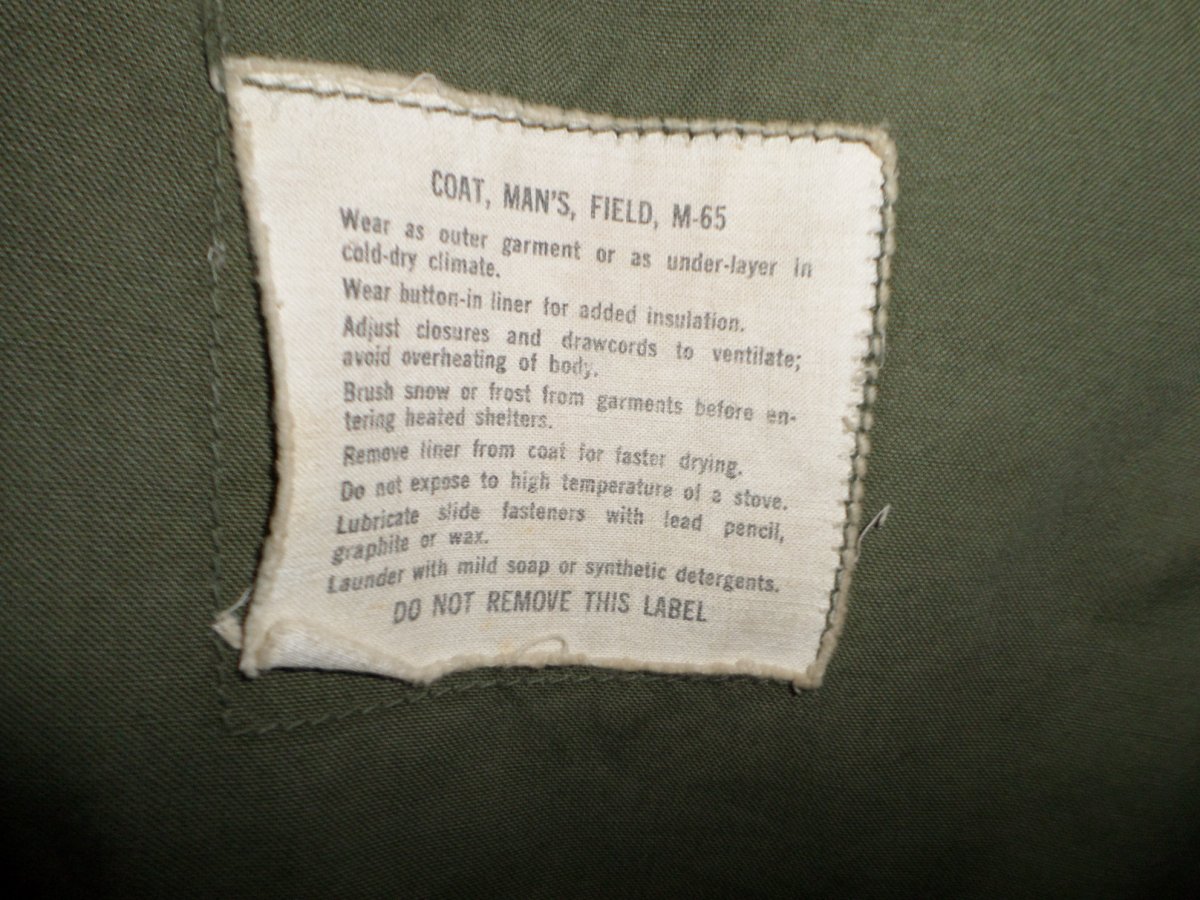 COAT, MAN'S, FIELD, M-65
Wear as outer garment or as under-layer in
cold-dry climate.
Wear button-in liner for added insulation.
Adjust closures and drawcords to ventilate;
avoid overheating of body.
Brush snow or frost from garments before en-
tering heated shelters.
Remove liner from coat for faster drying.
Do not expose to high temperature of a stove.
Lubricate slide fasteners with lead pencil,
graphite or wax.
Launder with mild soap or synthetic detergents.
DO NOT REMOVE THIS LABEL